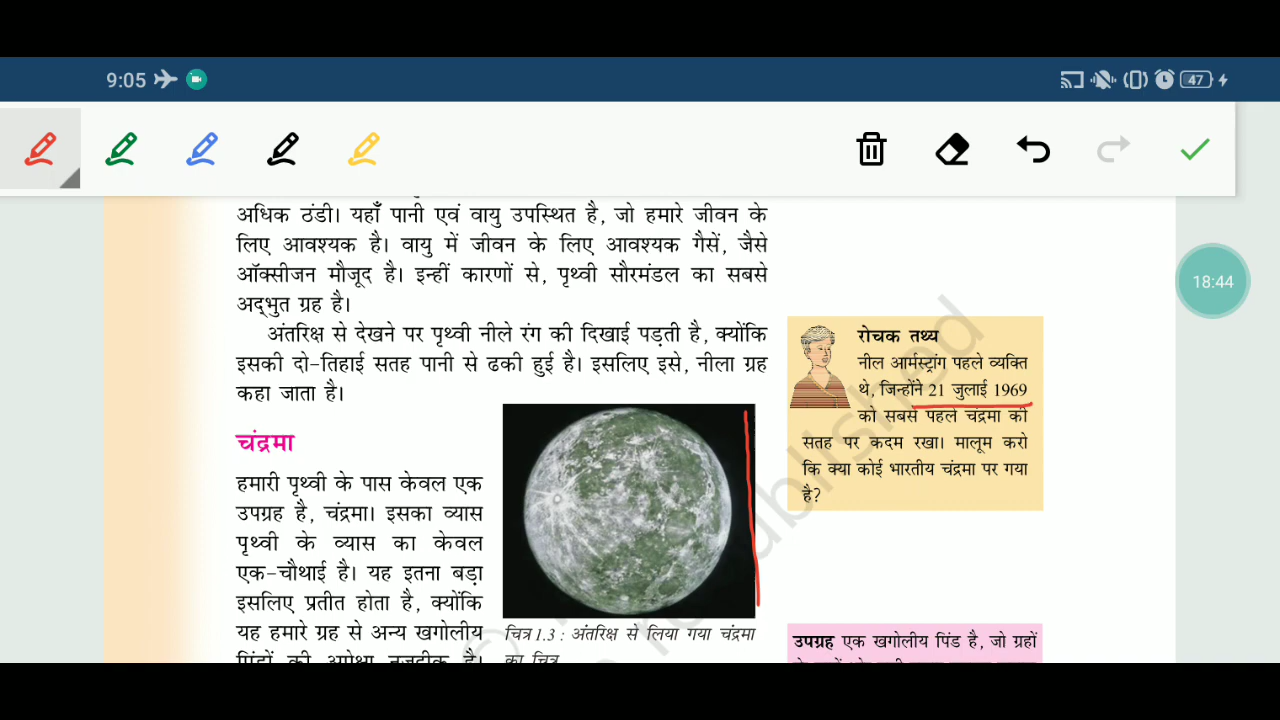 9:05
47
18:44
अधिक ठंडी। यहाँ पानी एवं वायु उपस्थित है, जो हमारे जीवन के
लिए आवश्यक है। वायु में जीवन के लिए आवश्यक गैसें, जैसे
ऑक्सीजन मौजूद है। इन्हीं कारणों से, पृथ्वी सौरमंडल का सबसे
अद्भुत ग्रह है।
अंतरिक्ष से देखने पर पृथ्वी नीले रंग की दिखाई पड़ती है, क्योंकि
इसकी दो-तिहाई सतह पानी से ढकी हुई है। इसलिए इसे, नीला ग्रह
कहा जाता है।
चंद्रमा
हमारी पृथ्वी के पास केवल एक
उपग्रह है, चंद्रमा। इसका व्यास
पृथ्वी के व्यास का केवल
एक-चौथाई है। यह इतना बड़ा
इसलिए प्रतीत होता है, क्योंकि
यह हमारे ग्रह से अन्य खगोलीय
पिंडों की अपेक्षा नजदीक है।
चित्र 1.3 : अंतरिक्ष से लिया गया चंद्रमा
का चित्र
रोचक तथ्य
नील आर्मस्ट्रांग पहले व्यक्ति
थे, जिन्होंने 21 जुलाई 1969
को सबसे पहले चंद्रमा की
सतह पर कदम रखा। मालूम करो
कि क्या कोई भारतीय चंद्रमा पर गया
है?
उपग्रह एक खगोलीय पिंड है, जो ग्रहों